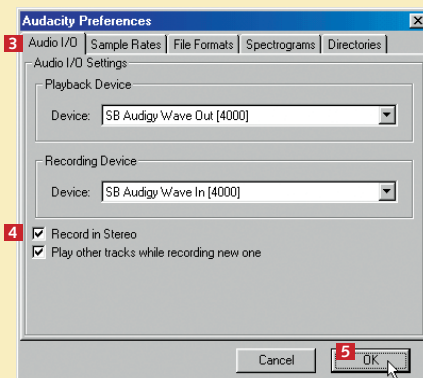 Audacity Preferences
3 Audio I/O Sample Rates File Formats Spectrograms Directories
Audio I/O Settings
Playback Device
Device: SB Audigy Wave Out [4000]
Recording Device
Device: SB Audigy Wave In [4000]
4 Record in Stereo
Play other tracks while recording new one
Cancel 5 OK